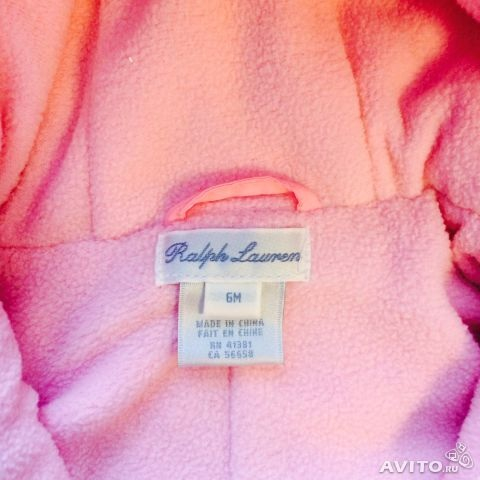 Ralph Lauren
6M
MADE IN CHINA
FAIT EN CHINE
RN 41381
CA 56658
AVITO.RU